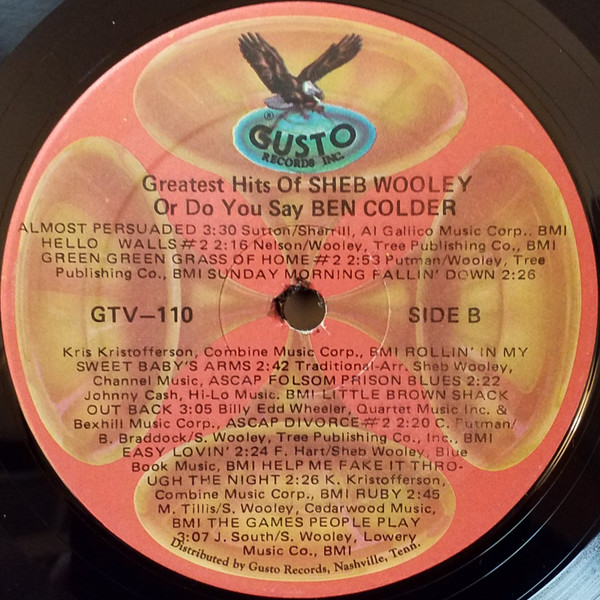 ®
GUSTO
RECORDS INC.
Greatest Hits Of SHEB WOOLEY
Or Do You Say BEN COLDER
ALMOST PERSUADED 3:30 Sutton/Sherrill, Al Gallico Music Corp., BMI
HELLO WALLS #2 2:16 Nelson/Wooley, Tree Publishing Co., BMI
GREEN GREEN GRASS OF HOME #2 2:53 Putman/Wooley, Tree
Publishing Co., BMI SUNDAY MORNING FALLIN' DOWN 2:26
GTV-110
SIDE B
Kris Kristofferson, Combine Music Corp., BMI ROLLIN' IN MY
SWEET BABY'S ARMS 2:42 Traditional-Arr. Sheb Wooley,
Channel Music, ASCAP FOLSOM PRISON BLUES 2:22
Johnny Cash, Hi-Lo Music. BMI LITTLE BROWN SHACK
OUT BACK 3:05 Billy Edd Wheeler, Quartet Music Inc. &
Bexhill Music Corp., ASCAP DIVORCE #2 2:20 C. Putman/
B. Braddock/S. Wooley, Tree Publishing Co., Inc., BMI
EASY LOVIN' 2:24 F. Hart/Sheb Wooley, Blue
Book Music, BMI HELP ME FAKE IT THRO-
UGH THE NIGHT 2:26 K. Kristofferson,
Combine Music Corp., BMI RUBY 2:45
M. Tillis/S. Wooley, Cedarwood Music,
BMI THE GAMES PEOPLE PLAY
3:07 J. South/S. Wooley, Lowery
Music Co., BMI
Distributed by Gusto Records, Nashville, Tenn.